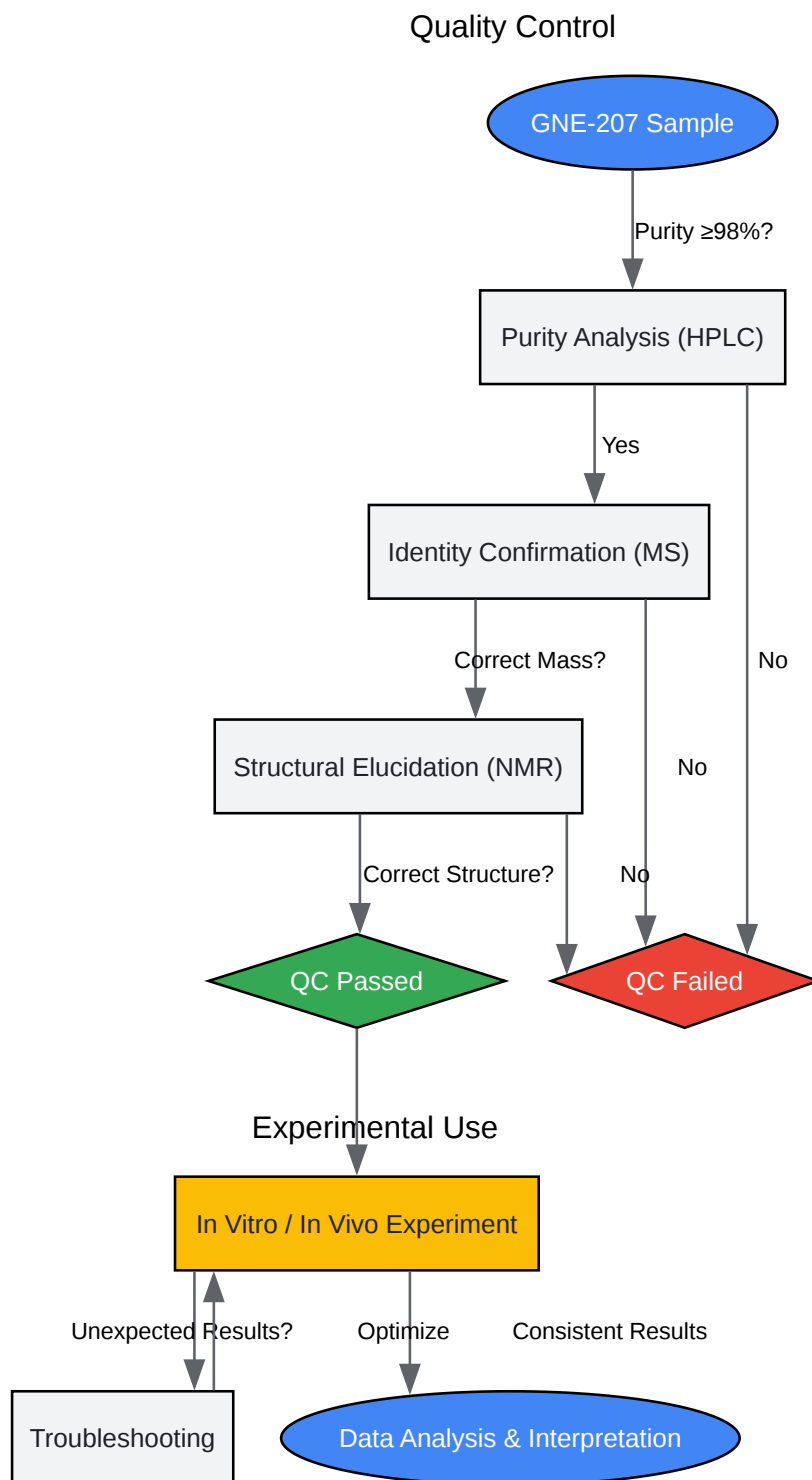 Quality Control
GNE-207 Sample
Purity ≥98%?
Purity Analysis (HPLC)
Yes
Identity Confirmation (MS)
Correct Mass?
No
Structural Elucidation (NMR)
No
Correct Structure?
No
QC Passed
QC Failed
Experimental Use
In Vitro / In Vivo Experiment
Unexpected Results?
Optimize
Consistent Results
Troubleshooting
Data Analysis & Interpretation